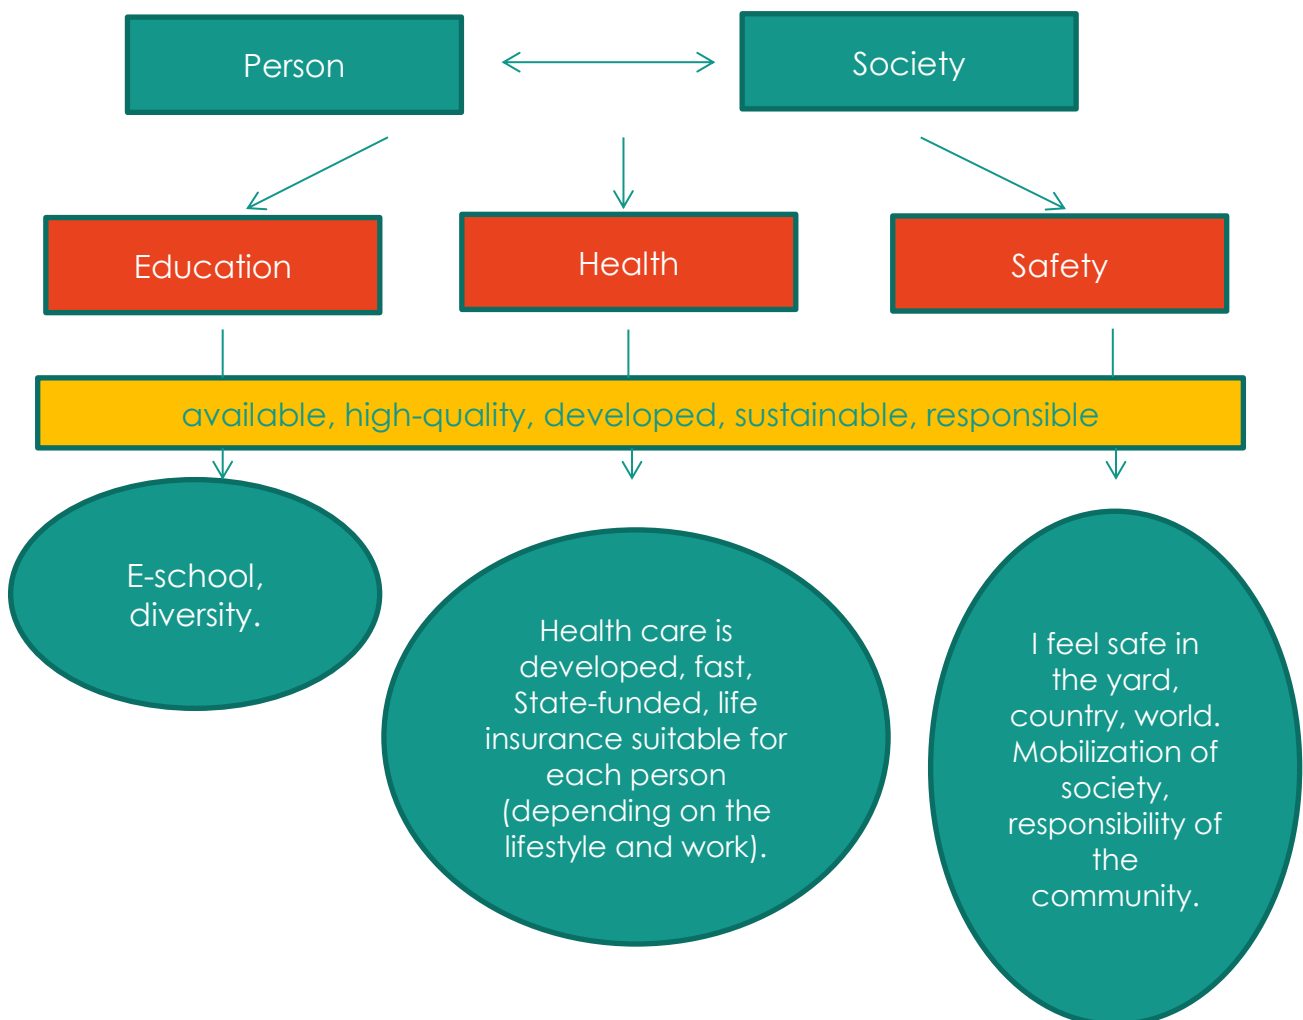 Person
Society
Education
Health
Safety
available, high-quality, developed, sustainable, responsible
E-school,
diversity.
Health care is
developed, fast,
State-funded, life
insurance suitable for
each person
(depending on the
lifestyle and work).
I feel safe in
the yard,
country, world.
Mobilization of
society,
responsibility of
the
community.